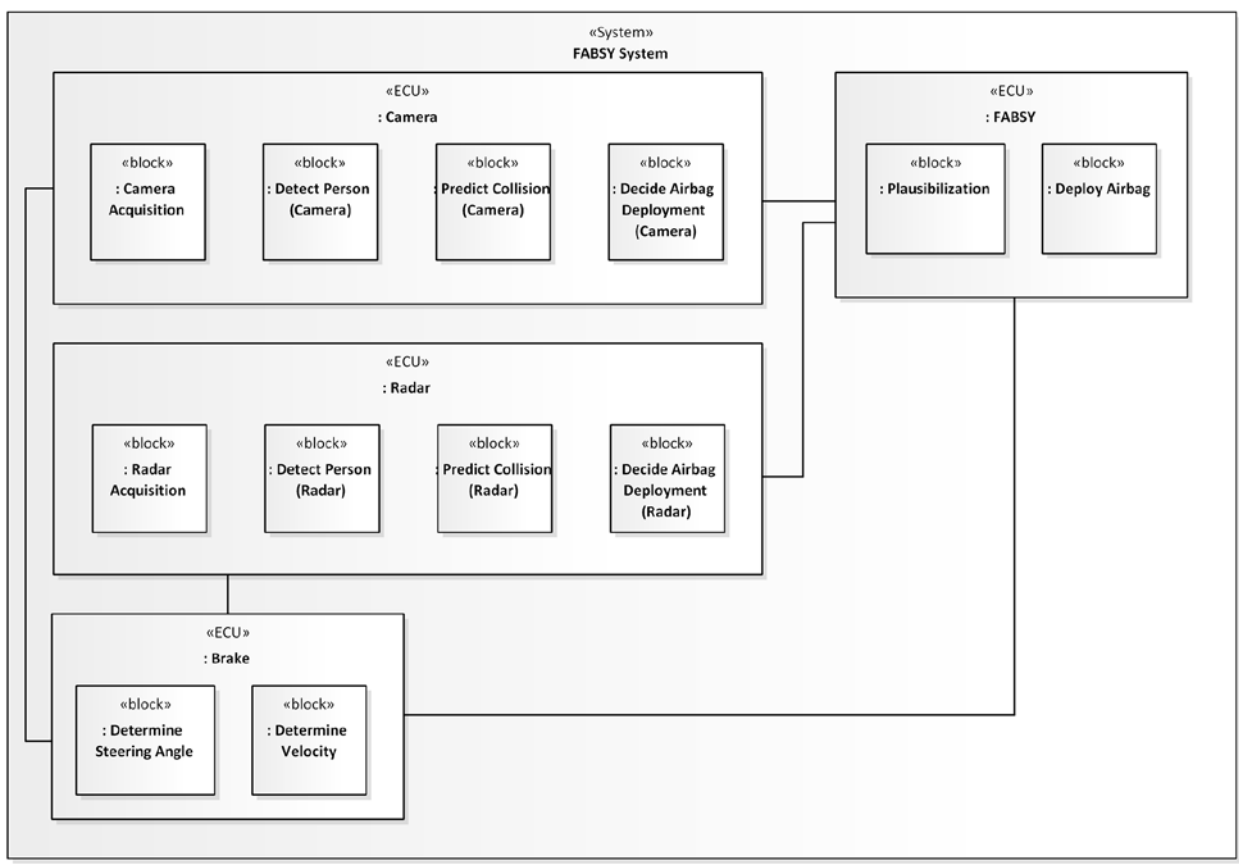 «System»
FABSY System
«ECU»
: Camera
«block»
: Camera
Acquisition
«block»
: Detect Person
(Camera)
«block»
: Predict Collision
(Camera)
«block»
: Decide Airbag
Deployment
(Camera)
«ECU»
: FABSY
«block»
: Plausibilization
«block»
: Deploy Airbag
«ECU»
: Radar
«block»
: Radar
Acquisition
«block»
: Detect Person
(Radar)
«block»
: Predict Collision
(Radar)
«block»
: Decide Airbag
Deployment
(Radar)
«ECU»
: Brake
«block»
: Determine
Steering Angle
«block»
: Determine
Velocity